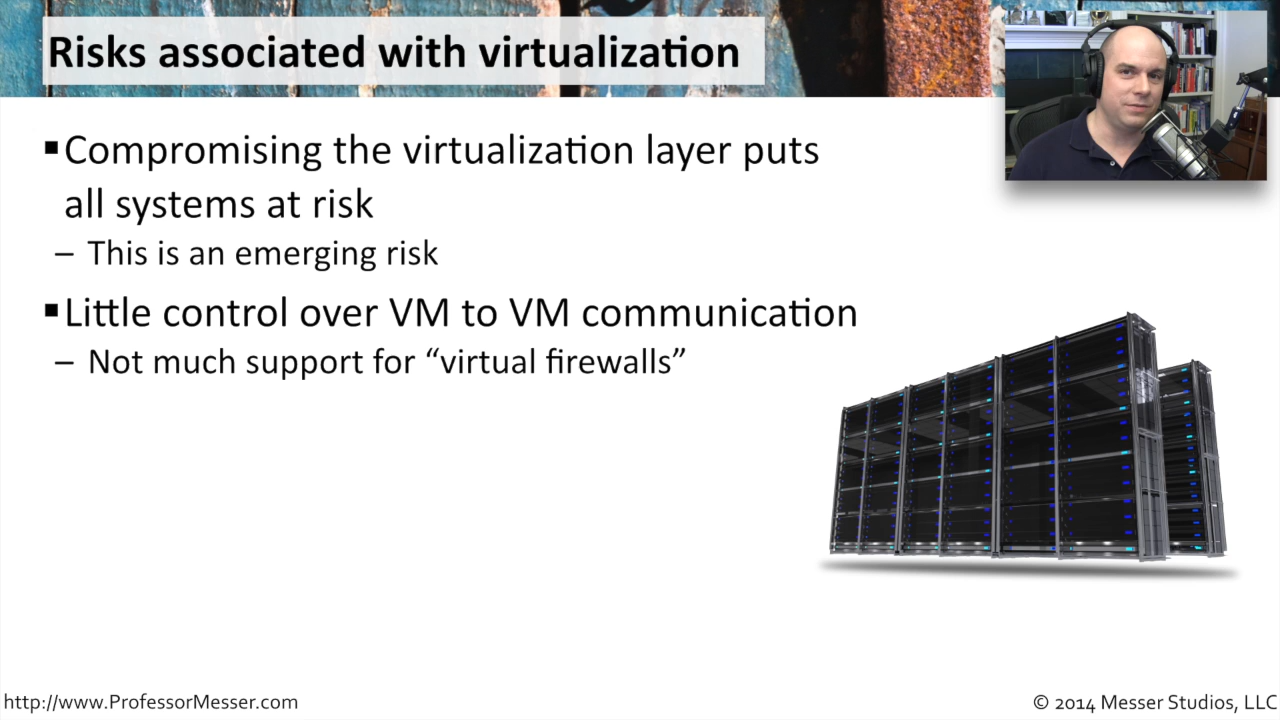 Risks associated with virtualization
▪Compromising the virtualization layer puts
all systems at risk
– This is an emerging risk
▪Little control over VM to VM communication
– Not much support for “virtual firewalls”
http://www.ProfessorMesser.com
© 2014 Messer Studios, LLC